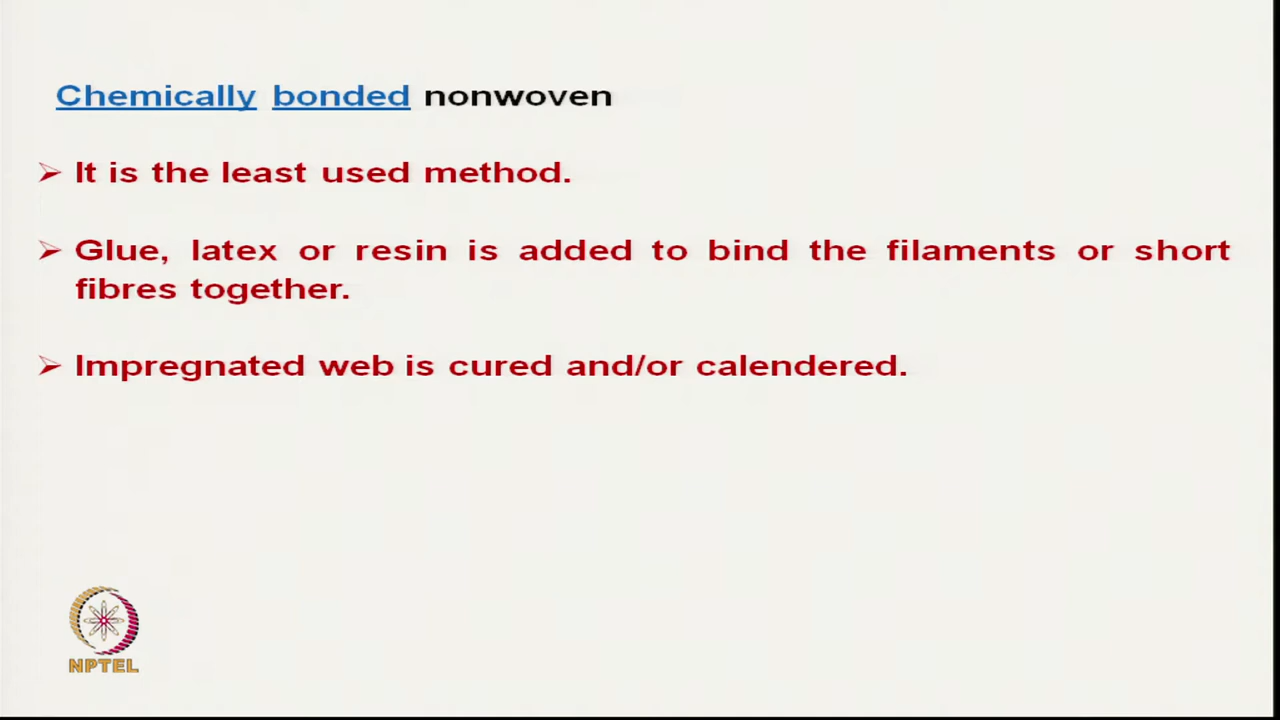 Chemically bonded nonwoven
➢ It is the least used method.
➢ Glue, latex or resin is added to bind the filaments or short
fibres together.
➢ Impregnated web is cured and/or calendered.
NPTEL